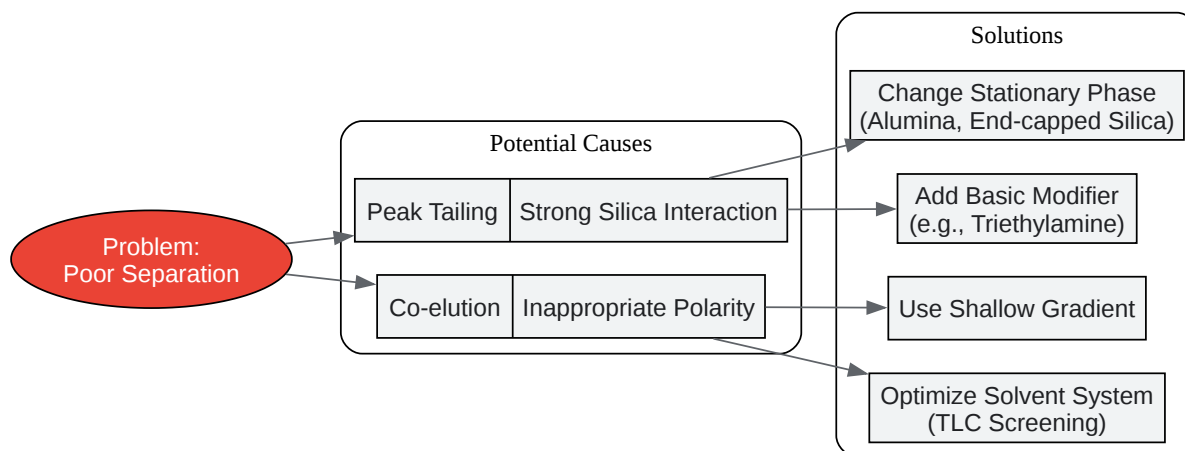 Problem:
Poor Separation
Potential Causes
Peak Tailing
Strong Silica Interaction
Co-elution
Inappropriate Polarity
Solutions
Change Stationary Phase
(Alumina, End-capped Silica)
Add Basic Modifier
(e.g., Triethylamine)
Use Shallow Gradient
Optimize Solvent System
(TLC Screening)